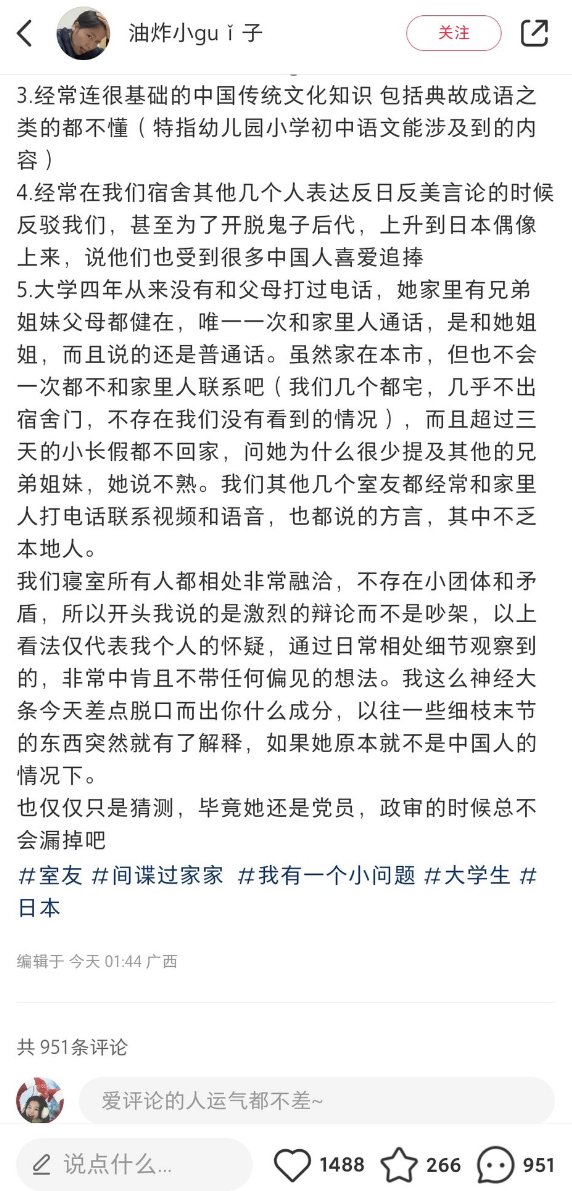 油炸小guǐ子
关注
3.经常连很基础的中国传统文化知识 包括典故成语之
类的都不懂（特指幼儿园小学初中语文能涉及到的内
容）
4.经常在我们宿舍其他几个人表达反日反美言论的时候
反驳我们，甚至为了开脱鬼子后代，上升到日本偶像
上来，说他们也受到很多中国人喜爱追捧
5.大学四年从来没有和父母打过电话，她家里有兄弟
姐妹父母都健在，唯一一次和家里人通话，是和她姐
姐，而且说的还是普通话。虽然家在本市，但也不会
一次都不和家里人联系吧（我们几个都宅，几乎不出
宿舍门，不存在我们没有看到的情况），而且超过三
天的小长假都不回家，问她为什么很少提及其他的兄
弟姐妹，她说不熟。我们其他几个室友都经常和家里
人打电话联系视频和语音，也都说的方言，其中不乏
本地人。
我们寝室所有人都相处非常融洽，不存在小团体和矛
盾，所以开头我说的是激烈的辩论而不是吵架，以上
看法仅代表我个人的怀疑，通过日常相处细节观察到
的，非常中肯且不带任何偏见的想法。我这么神经大
条今天差点脱口而出你什么成分，以往一些细枝末节
的东西突然就有了解释，如果她原本就不是中国人的
情况下。
也仅仅只是猜测，毕竟她还是党员，政审的时候总不
会漏掉吧
#室友 #间谍过家家 #我有一个小问题 #大学生 #
日本
编辑于 今天 01:44 广西
共 951条评论
爱评论的人运气都不差~
说点什么... 1488 266 951